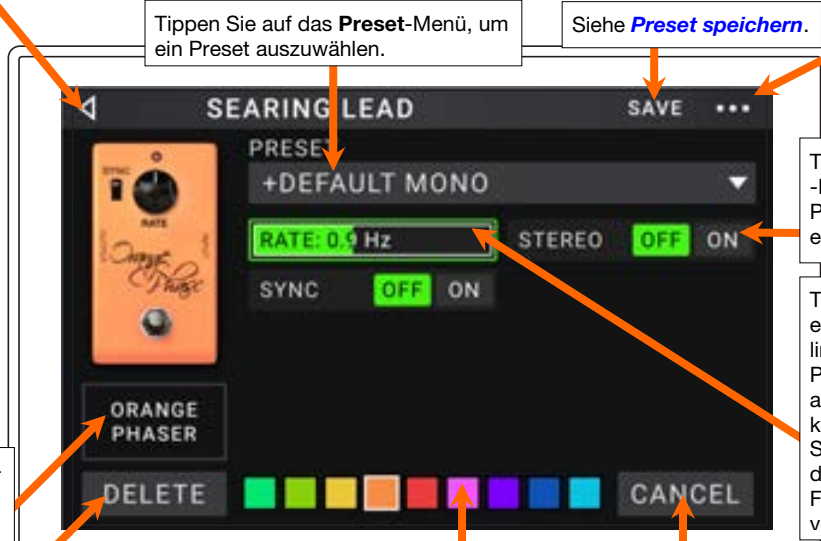 Tippen Sie auf das Preset-Menü, um
ein Preset auszuwählen.
Siehe Preset speichern.
SEARING LEAD
SAVE
PRESET
+DEFAULT MONO
RATE: 0.9 Hz
STEREO OFF ON
SYNC OFF ON
SYNC
RATE
Orange
Phase
ORANGE
PHASER
DELETE
CANCEL